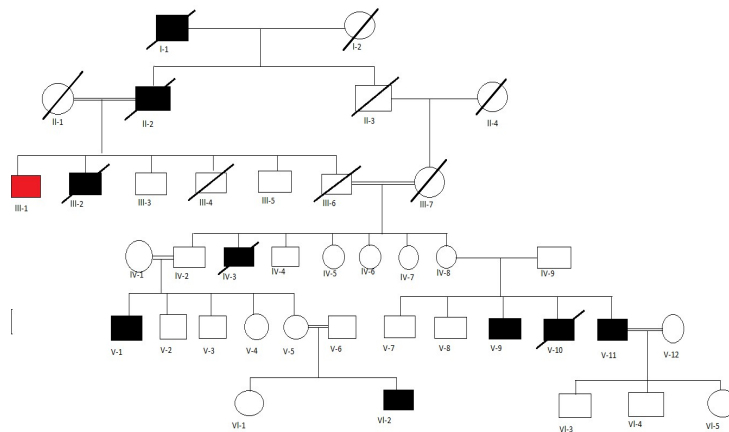 I-1
I-2
II-1
II-2
II-3
II-4
III-1
III-2
III-3
III-4
III-5
III-6
III-7
IV-1
IV-2
IV-3
IV-4
IV-5
IV-6
IV-7
IV-8
IV-9
V-1
V-2
V-3
V-4
V-5
V-6
V-7
V-8
V-9
V-10
V-11
V-12
VI-1
VI-2
VI-3
VI-4
VI-5